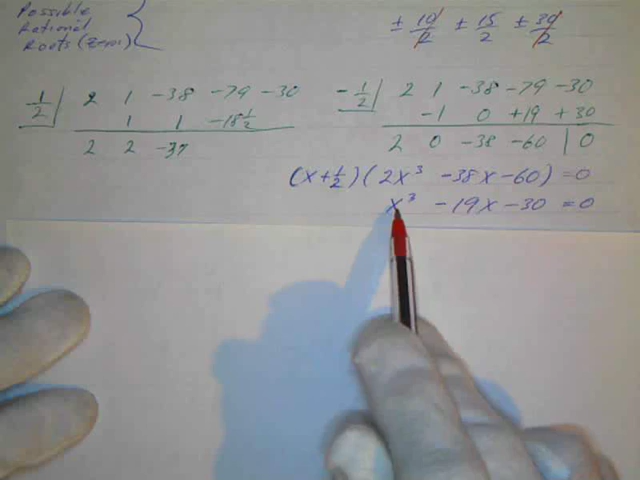 Possible
Rational
Roots (Zeros)
± 10/2 ± 15/2 ± 30/2
1/2 | 2 1 -38 -79 -30
1 1 -18 1/2
2 2 -37
-1/2 | 2 1 -38 -79 -30
-1 0 +19 +30
2 0 -38 -60 | 0
(x+1/2)(2x³ -38x-60) = 0
x³ -19x-30 = 0